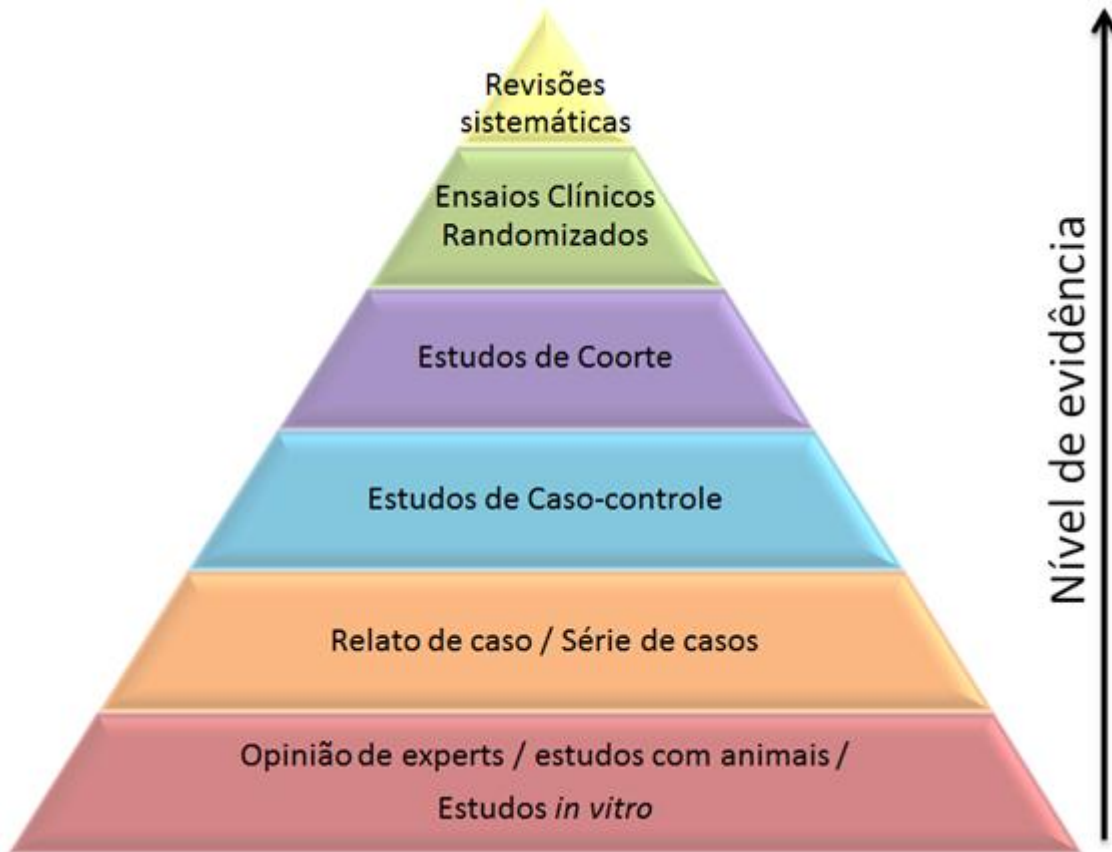 Revisões
sistemáticas
Ensaios Clínicos
Randomizados
Estudos de Coorte
Estudos de Caso-controle
Relato de caso / Série de casos
Opinião de experts / estudos com animais /
Estudos in vitro
Nível de evidência